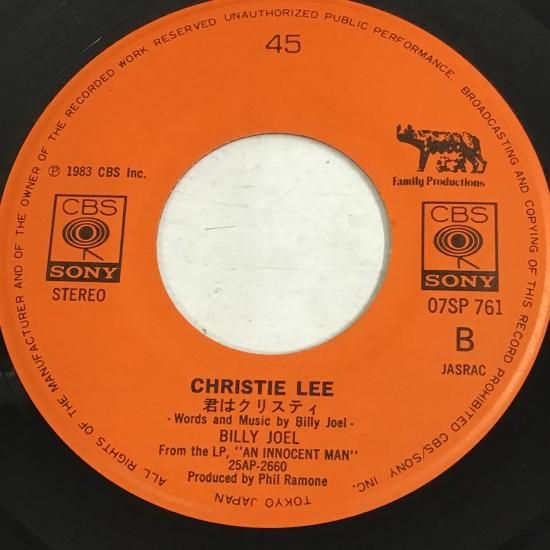 ALL RIGHTS OF THE MANUFACTURER AND OF THE OWNER OF THE RECORDED WORK RESERVED UNAUTHORIZED PUBLIC PERFORMANCE, BROADCASTING AND COPYING OF THIS RECORD PROHIBITED CBS/SONY INC. TOKYO JAPAN.
45
℗ 1983 CBS Inc.
Family Productions
CBS
SONY
STEREO
CBS
SONY
07SP 761
B
JASRAC
CHRISTIE LEE
君はクリスティ
- Words and Music by Billy Joel -
BILLY JOEL
From the LP, "AN INNOCENT MAN"
25AP-2660
Produced by Phil Ramone